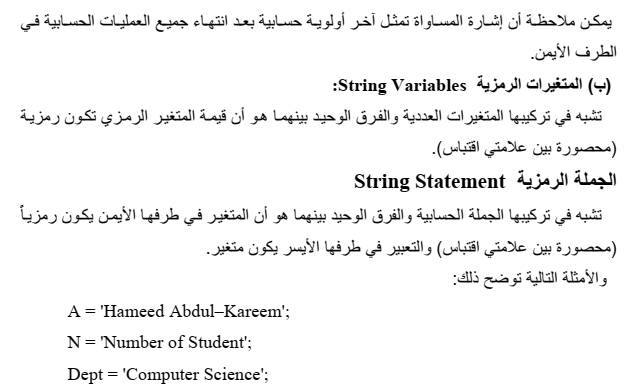 يمكن ملاحظة أن إشارة المساواة تمثل آخر أولوية حسابية بعد انتهاء جميع العمليات الحسابية في
الطرف الأيمن.
(ب) المتغيرات الرمزية String Variables:
تشبه في تركيبها المتغيرات العددية والفرق الوحيد بينهما هو أن قيمة المتغير الرمزي تكون رمزية
(محصورة بين علامتي اقتباس).
الجملة الرمزية String Statement
تشبه في تركيبها الجملة الحسابية والفرق الوحيد بينهما هو أن المتغير في طرفها الأيمن يكون رمزياً
(محصورة بين علامتي اقتباس) والتعبير في طرفها الأيسر يكون متغير.
والأمثلة التالية توضح ذلك:
A = 'Hameed Abdul–Kareem';
N = 'Number of Student';
Dept = 'Computer Science';